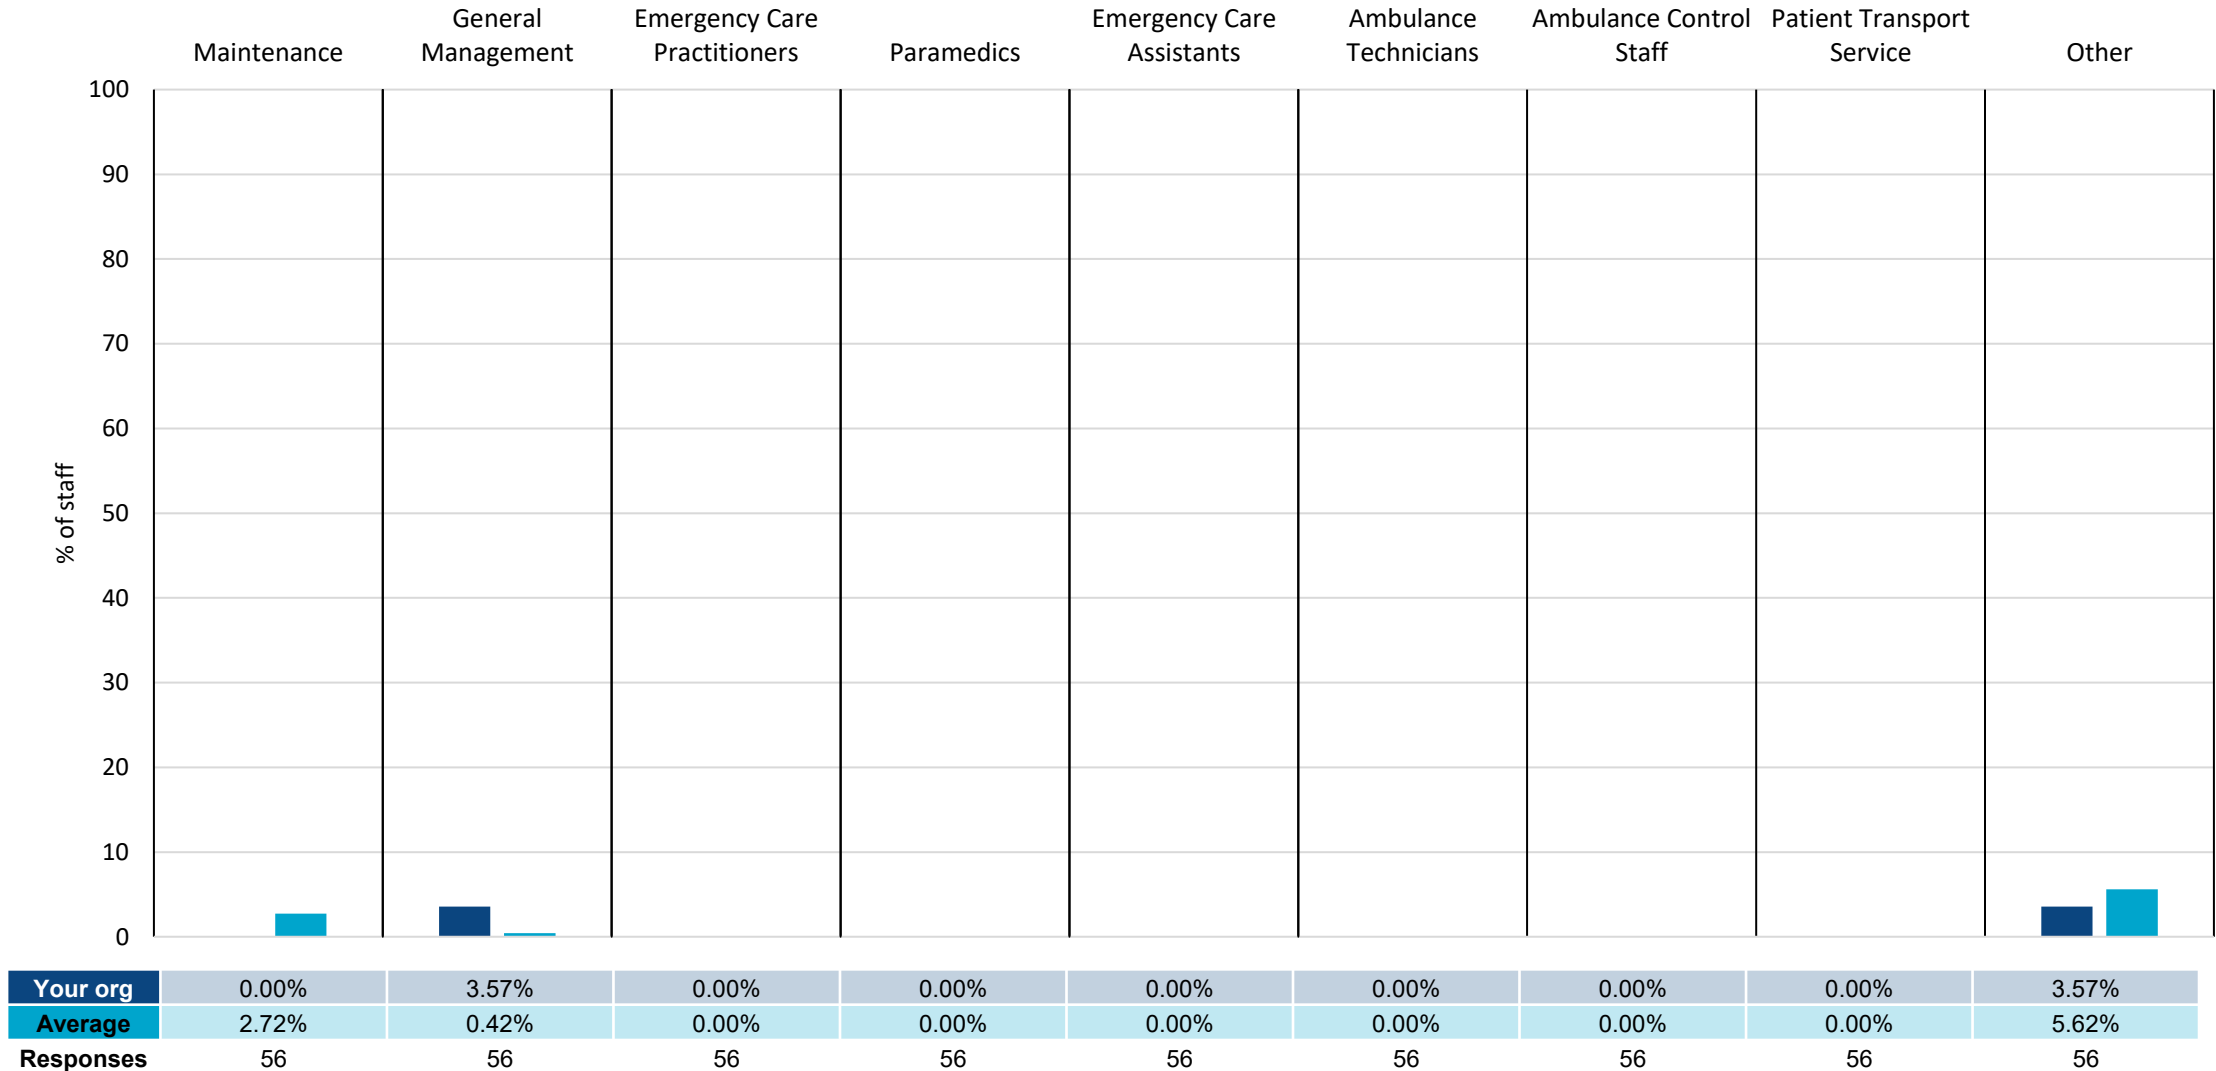 Maintenance
General
Management
Emergency Care
Practitioners
Paramedics
Emergency Care
Assistants
Ambulance
Technicians
Ambulance Control
Staff
Patient Transport
Service
Other
% of staff
100
90
80
70
60
50
40
30
20
10
0
Your org 0.00% 3.57% 0.00% 0.00% 0.00% 0.00% 0.00% 0.00% 3.57%
Average 2.72% 0.42% 0.00% 0.00% 0.00% 0.00% 0.00% 0.00% 5.62%
Responses 56 56 56 56 56 56 56 56 56